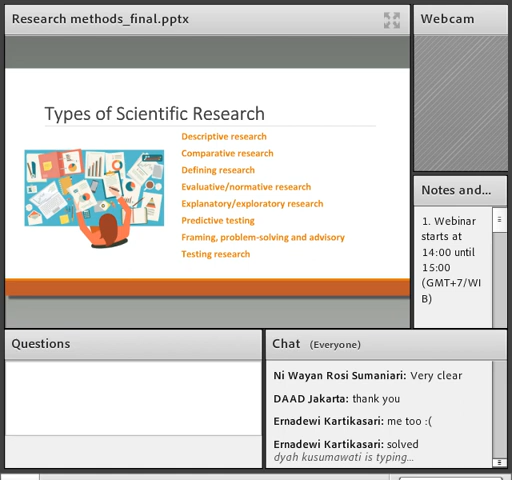 Research methods_final.pptx
Webcam
Types of Scientific Research
Descriptive research
Comparative research
Defining research
Evaluative/normative research
Explanatory/exploratory research
Predictive testing
Framing, problem-solving and advisory
Testing research
Notes and...
1. Webinar
starts at
14:00 until
15:00
(GMT+7/WI
B)
Questions
Chat (Everyone)
Ni Wayan Rosi Sumaniari: Very clear
DAAD Jakarta: thank you
Ernadewi Kartikasari: me too :(
Ernadewi Kartikasari: solved
dyah kusumawati is typing...